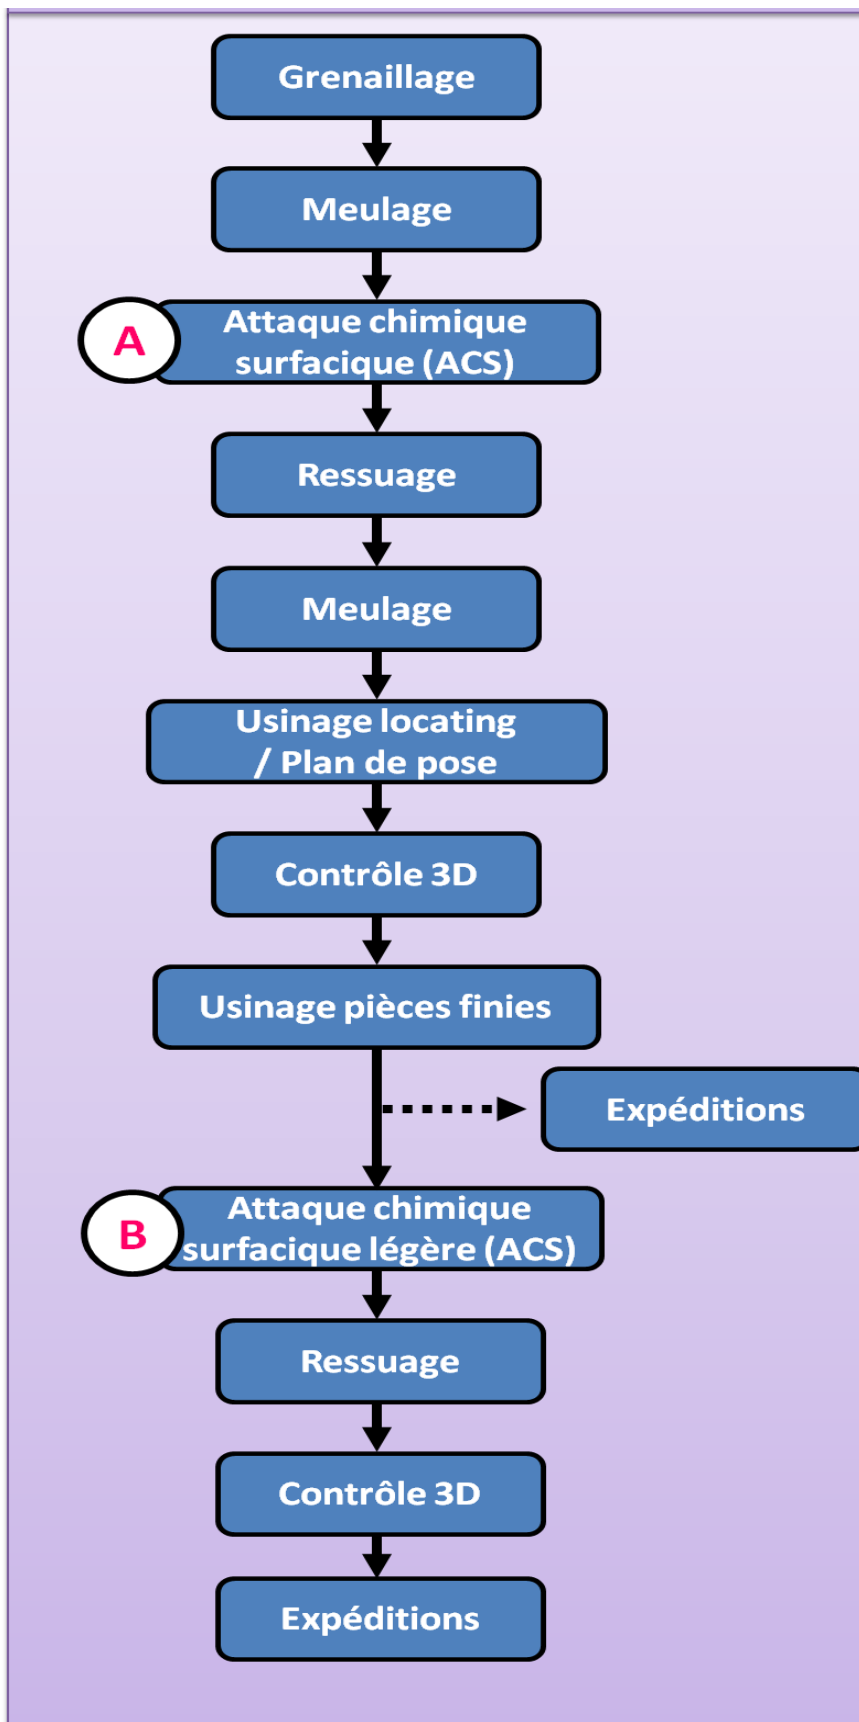 Grenaillage
Meulage
A
Attaque chimique
surfacique (ACS)
Ressuage
Meulage
Usinage locating
/ Plan de pose
Contrôle 3D
Usinage pièces finies
Expéditions
B
Attaque chimique
surfacique légère (ACS)
Ressuage
Contrôle 3D
Expéditions